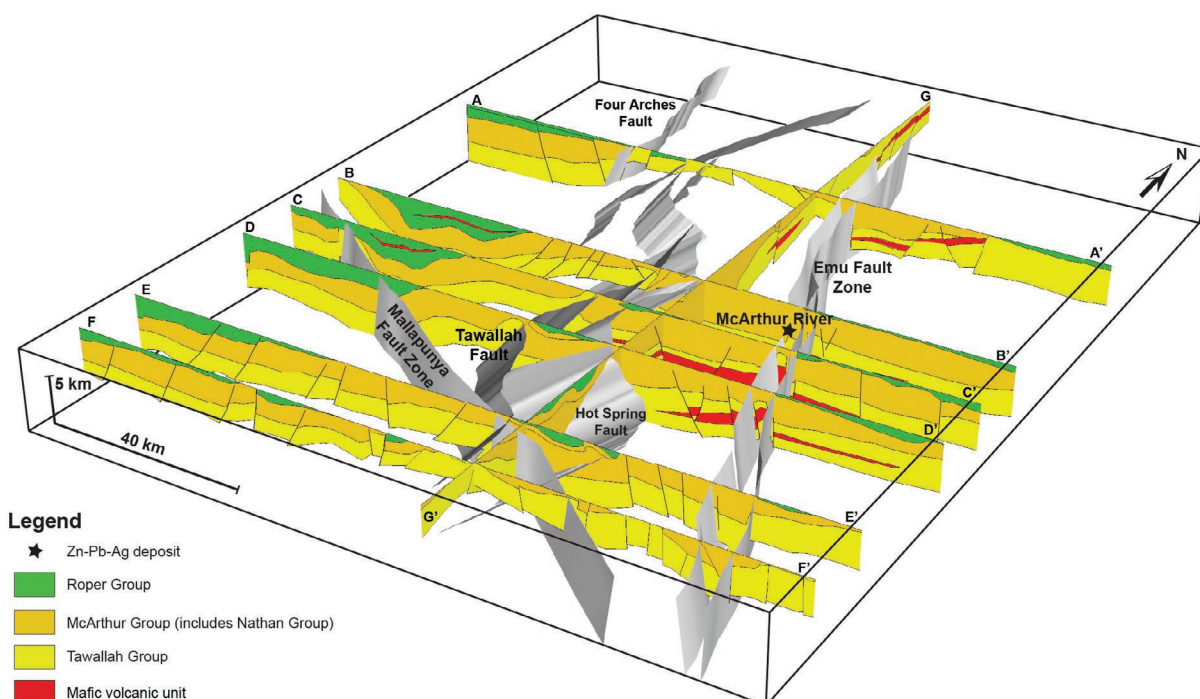 A
Four Arches
Fault
G
N
B
C
D
E
F
A'
Emu Fault
Zone
McArthur River
Mallapunya
Fault Zone
Tawallah
Fault
Hot Spring
Fault
B'
C'
D'
E'
F'
G'
5 km
40 km
Legend
Zn-Pb-Ag deposit
Roper Group
McArthur Group (includes Nathan Group)
Tawallah Group
Mafic volcanic unit